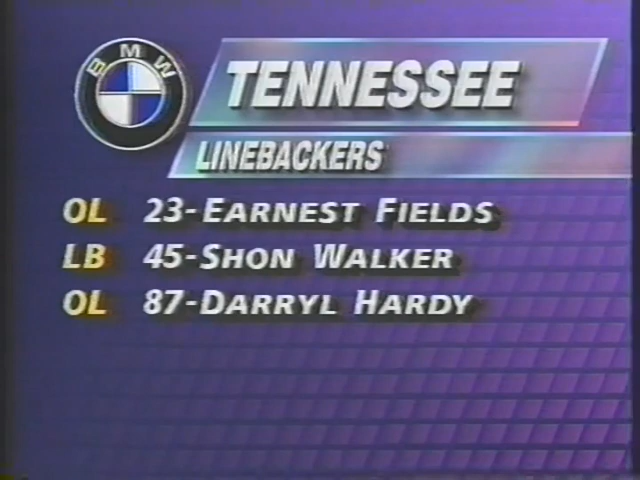 BMW
TENNESSEE
LINEBACKERS
OL 23-EARNEST FIELDS
LB 45-SHON WALKER
OL 87-DARRYL HARDY